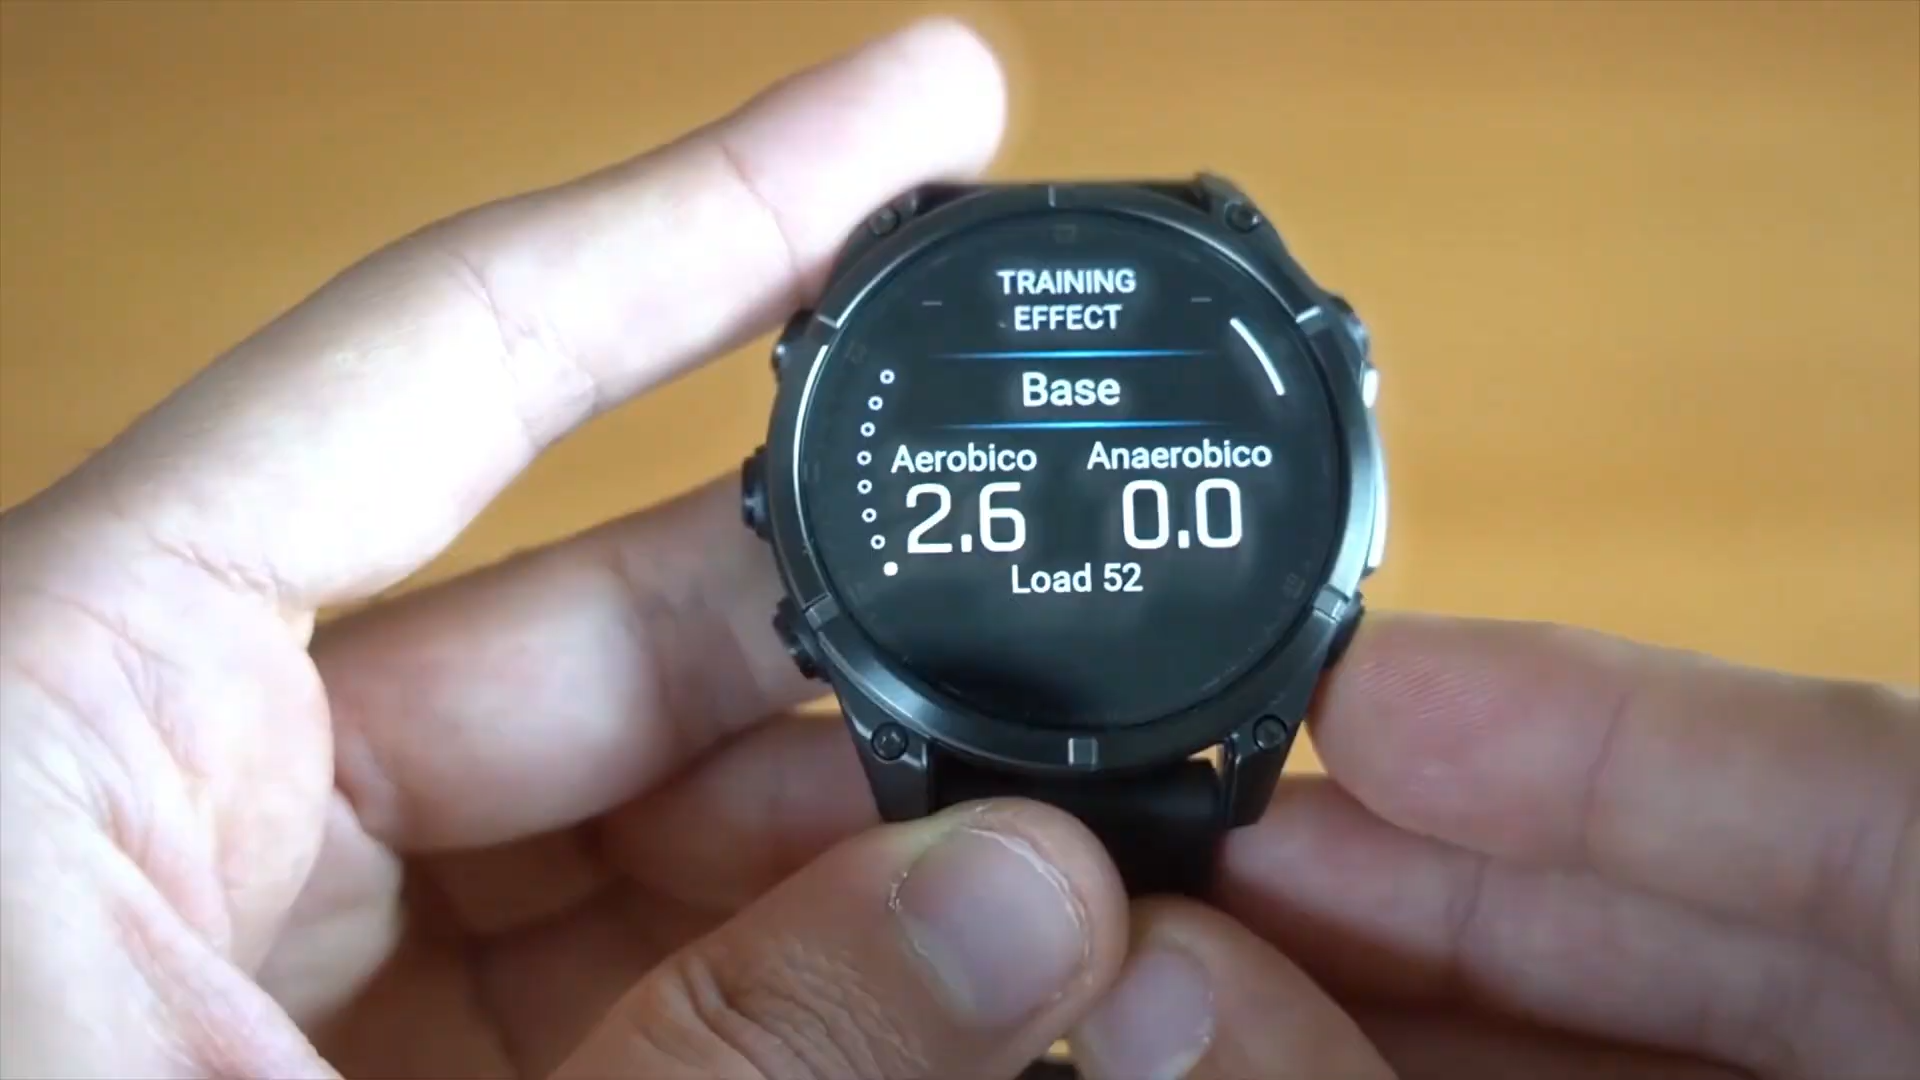 TRAINING
EFFECT
Base
Aerobico Anaerobico
2.6 0.0
Load 52